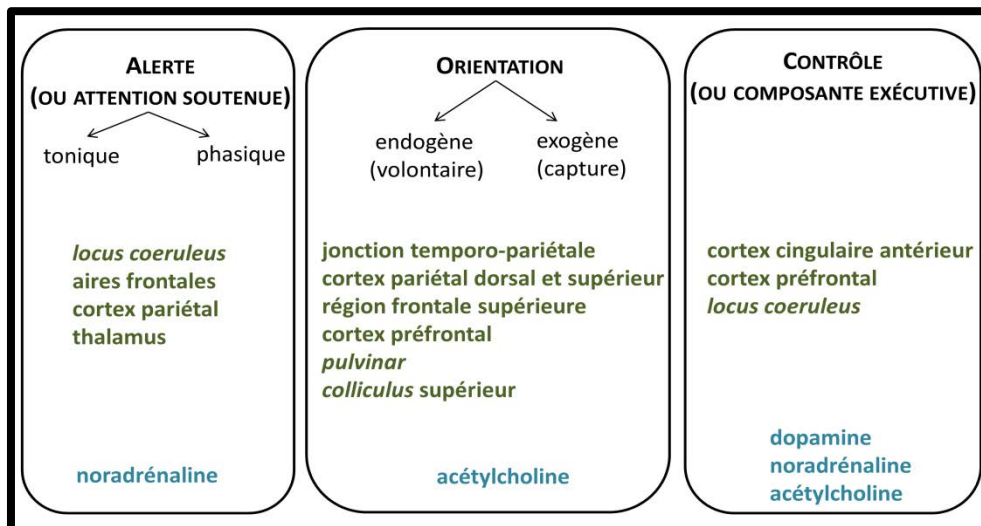 ALERTE
(OU ATTENTION SOUTENUE)
tonique
phasique
locus coeruleus
aires frontales
cortex pariétal
thalamus
noradrénaline
ORIENTATION
endogène
(volontaire)
exogène
(capture)
jonction temporo-pariétale
cortex pariétal dorsal et supérieur
région frontale supérieure
cortex préfrontal
pulvinar
colliculus supérieur
acétylcholine
CONTRÔLE
(OU COMPOSANTE EXÉCUTIVE)
cortex cingulaire antérieur
cortex préfrontal
locus coeruleus
dopamine
noradrénaline
acétylcholine